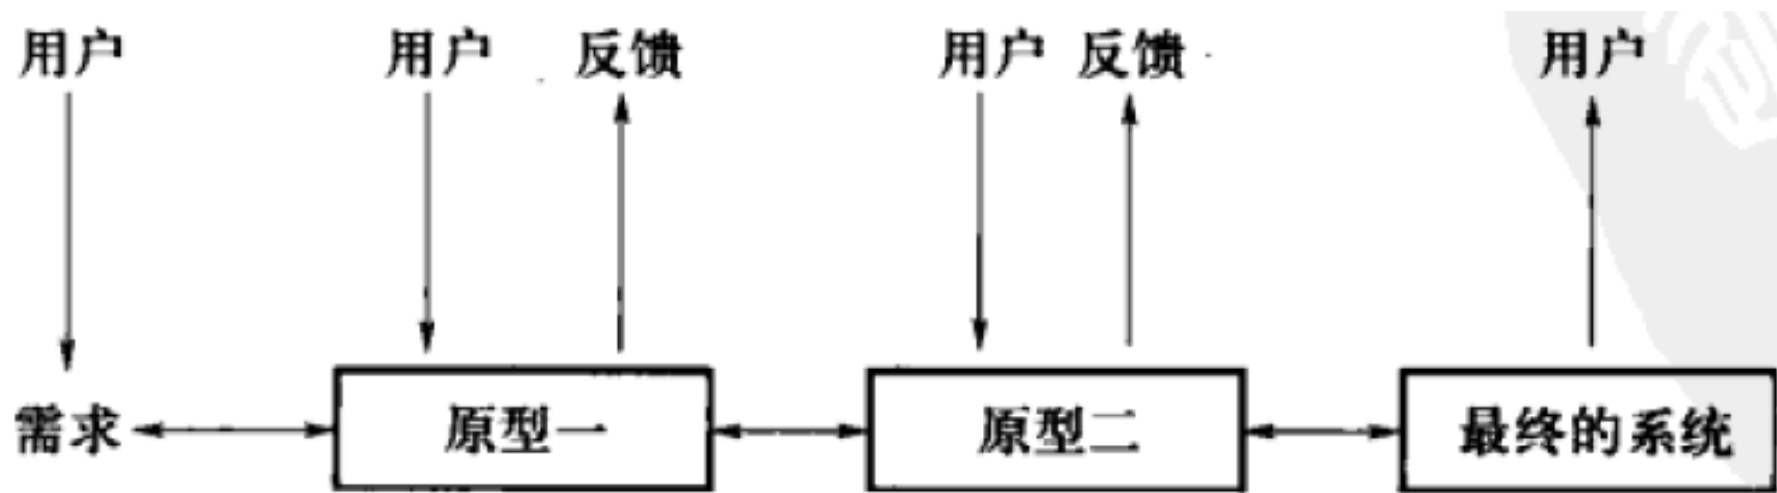 用户 用户 反馈 用户 反馈 用户
需求 原型一 原型二 最终的系统